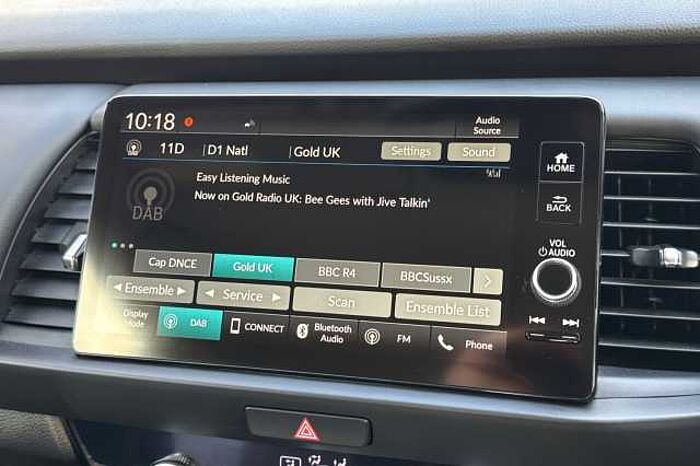 10:18
Audio Source
11D D1 Natl Gold UK Settings Sound
HOME
Easy Listening Music
Now on Gold Radio UK: Bee Gees with Jive Talkin'
DAB
BACK
VOL
AUDIO
Cap DNCE Gold UK BBC R4 BBCSussx
Ensemble Service Scan Ensemble List
Display Mode DAB CONNECT Bluetooth Audio FM Phone